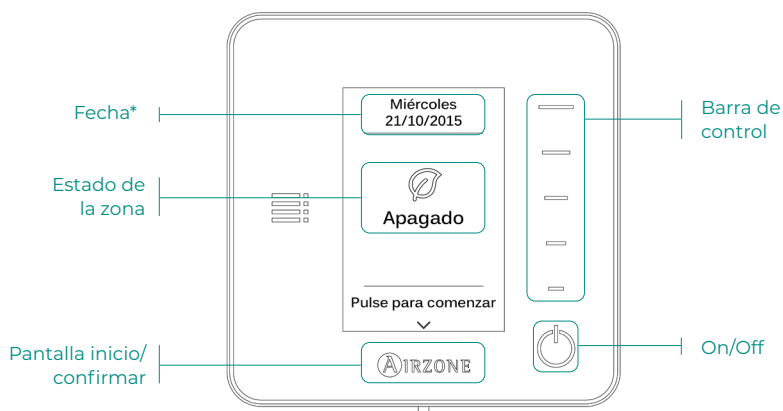 Fecha*
Miércoles
21/10/2015
Barra de
control
Estado de
la zona
Apagado
Pulse para comenzar
Pantalla inicio/
confirmar
AIRZONE
On/Off